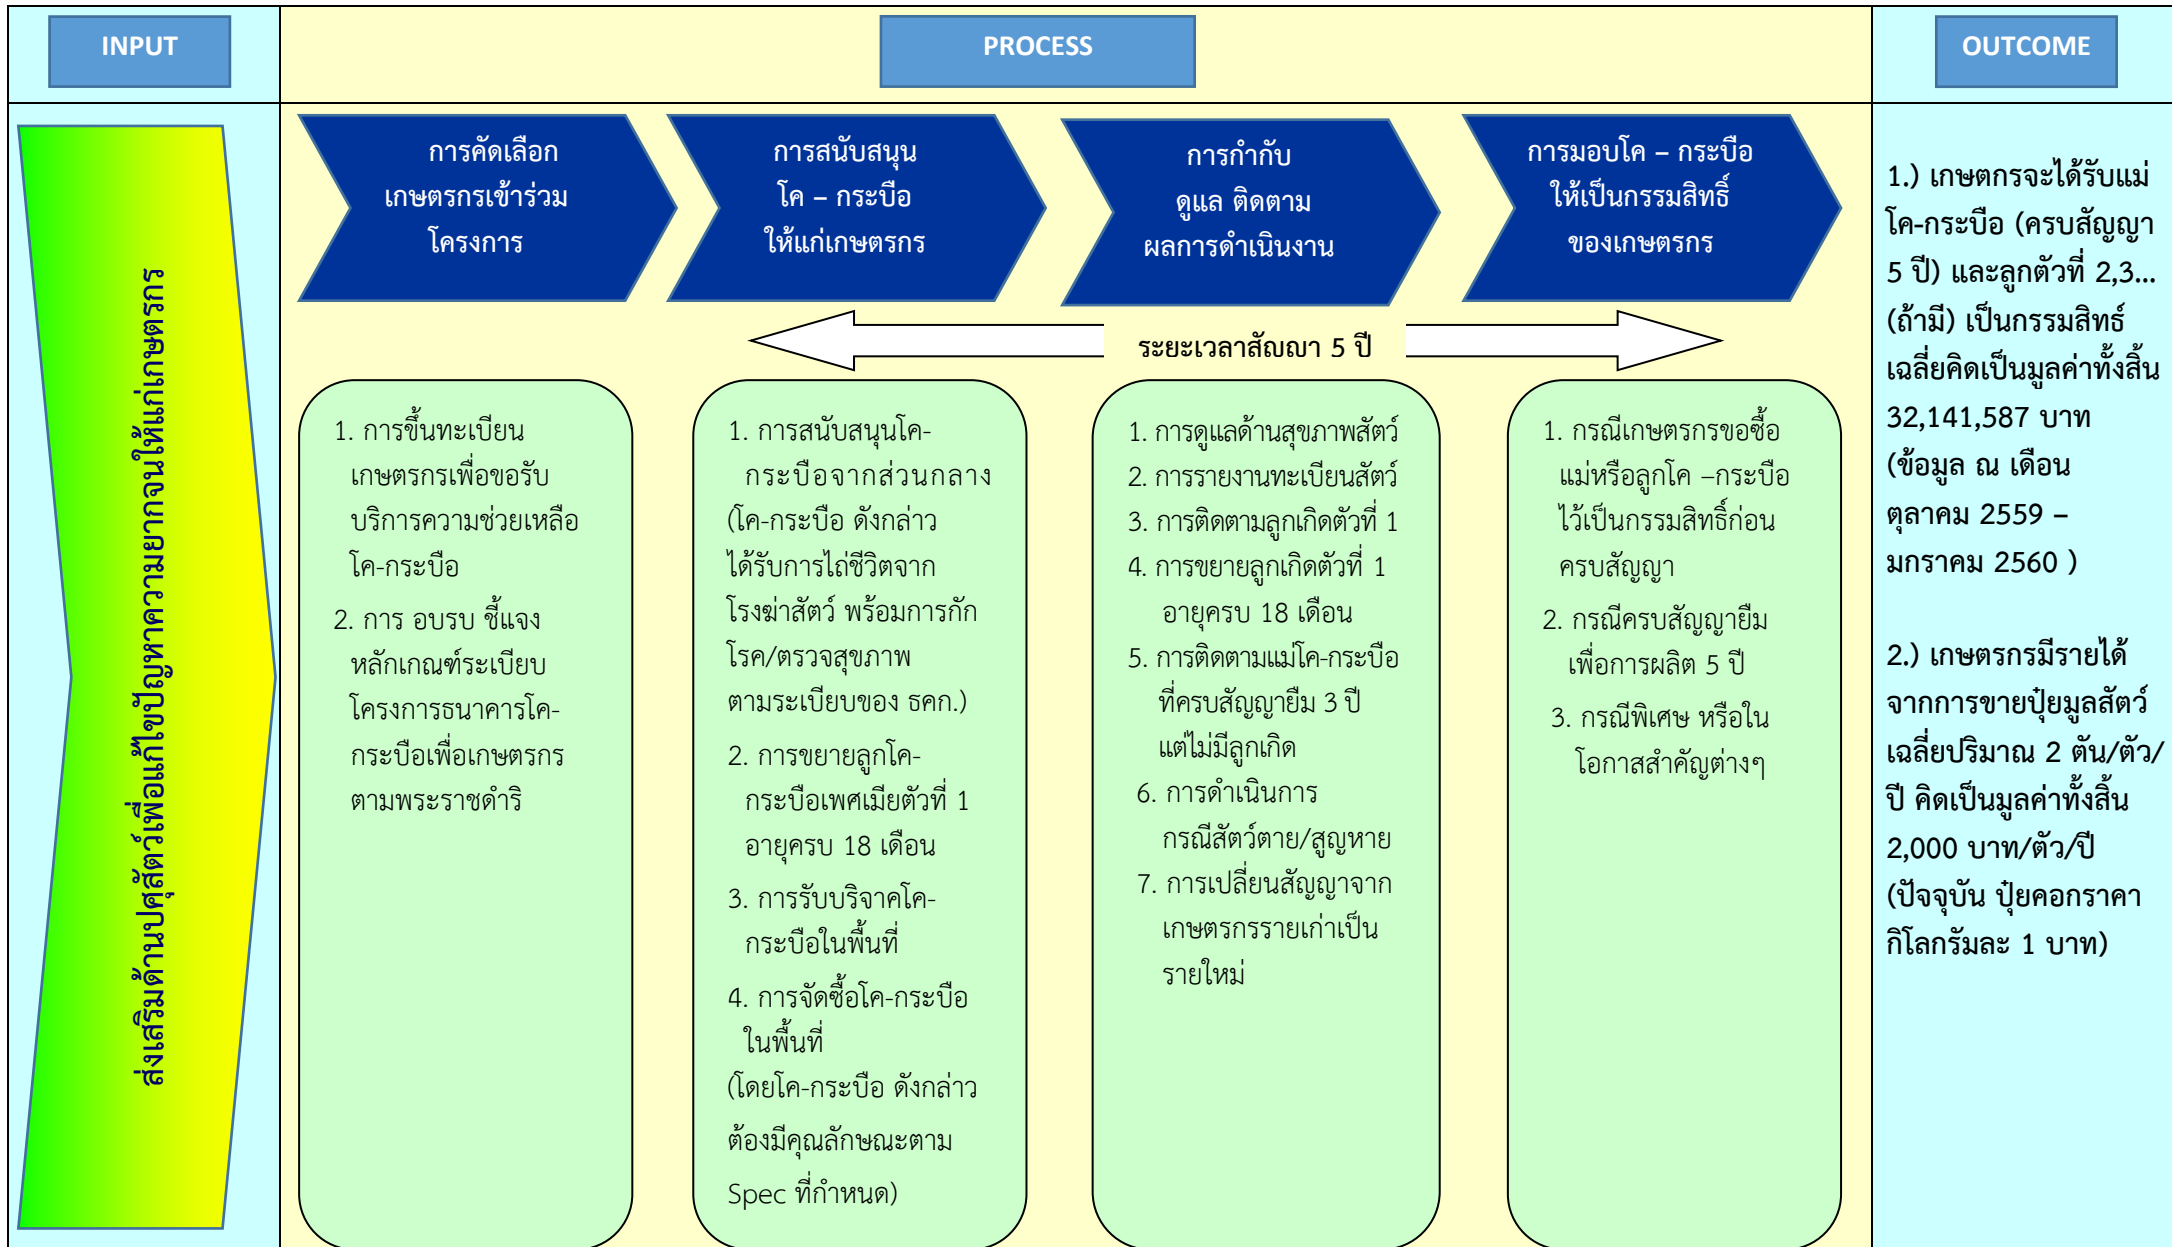 INPUT
PROCESS
OUTCOME
ส่งเสริมด้านปศุสัตว์เพื่อแก้ไขปัญหาความยากจนให้แก่เกษตรกร
การคัดเลือก
เกษตรกรเข้าร่วม
โครงการ
การสนับสนุน
โค – กระบือ
ให้แก่เกษตรกร
การกำกับ
ดูแล ติดตาม
ผลการดำเนินงาน
การมอบโค – กระบือ
ให้เป็นกรรมสิทธิ์
ของเกษตรกร
ระยะเวลาสัญญา 5 ปี
1. การขึ้นทะเบียน
เกษตรกรเพื่อขอรับ
บริการความช่วยเหลือ
โค-กระบือ
2. การ อบรบ ชี้แจง
หลักเกณฑ์ระเบียบ
โครงการธนาคารโค-
กระบือเพื่อเกษตรกร
ตามพระราชดำริ
1. การสนับสนุนโค-
กระบือจากส่วนกลาง
(โค-กระบือ ดังกล่าว
ได้รับการไถ่ชีวิตจาก
โรงฆ่าสัตว์ พร้อมการกัก
โรค/ตรวจสุขภาพ
ตามระเบียบของ ธคก.)
2. การขยายลูกโค-
กระบือเพศเมียตัวที่ 1
อายุครบ 18 เดือน
3. การรับบริจาคโค-
กระบือในพื้นที่
4. การจัดซื้อโค-กระบือ
ในพื้นที่
(โดยโค-กระบือ ดังกล่าว
ต้องมีคุณลักษณะตาม
Spec ที่กำหนด)
1. การดูแลด้านสุขภาพสัตว์
2. การรายงานทะเบียนสัตว์
3. การติดตามลูกเกิดตัวที่ 1
4. การขยายลูกเกิดตัวที่ 1
อายุครบ 18 เดือน
5. การติดตามแม่โค-กระบือ
ที่ครบสัญญายืม 3 ปี
แต่ไม่มีลูกเกิด
6. การดำเนินการ
กรณีสัตว์ตาย/สูญหาย
7. การเปลี่ยนสัญญาจาก
เกษตรกรรายเก่าเป็น
รายใหม่
1. กรณีเกษตรกรขอซื้อ
แม่หรือลูกโค –กระบือ
ไว้เป็นกรรมสิทธิ์ก่อน
ครบสัญญา
2. กรณีครบสัญญายืม
เพื่อการผลิต 5 ปี
3. กรณีพิเศษ หรือใน
โอกาสสำคัญต่างๆ
1.) เกษตกรจะได้รับแม่
โค-กระบือ (ครบสัญญา
5 ปี) และลูกตัวที่ 2,3...
(ถ้ามี) เป็นกรรมสิทธ์
เฉลี่ยคิดเป็นมูลค่าทั้งสิ้น
32,141,587 บาท
(ข้อมูล ณ เดือน
ตุลาคม 2559 –
มกราคม 2560 )
2.) เกษตรกรมีรายได้
จากการขายปุ๋ยมูลสัตว์
เฉลี่ยปริมาณ 2 ตัน/ตัว/
ปี คิดเป็นมูลค่าทั้งสิ้น
2,000 บาท/ตัว/ปี
(ปัจจุบัน ปุ๋ยคอกราคา
กิโลกรัมละ 1 บาท)